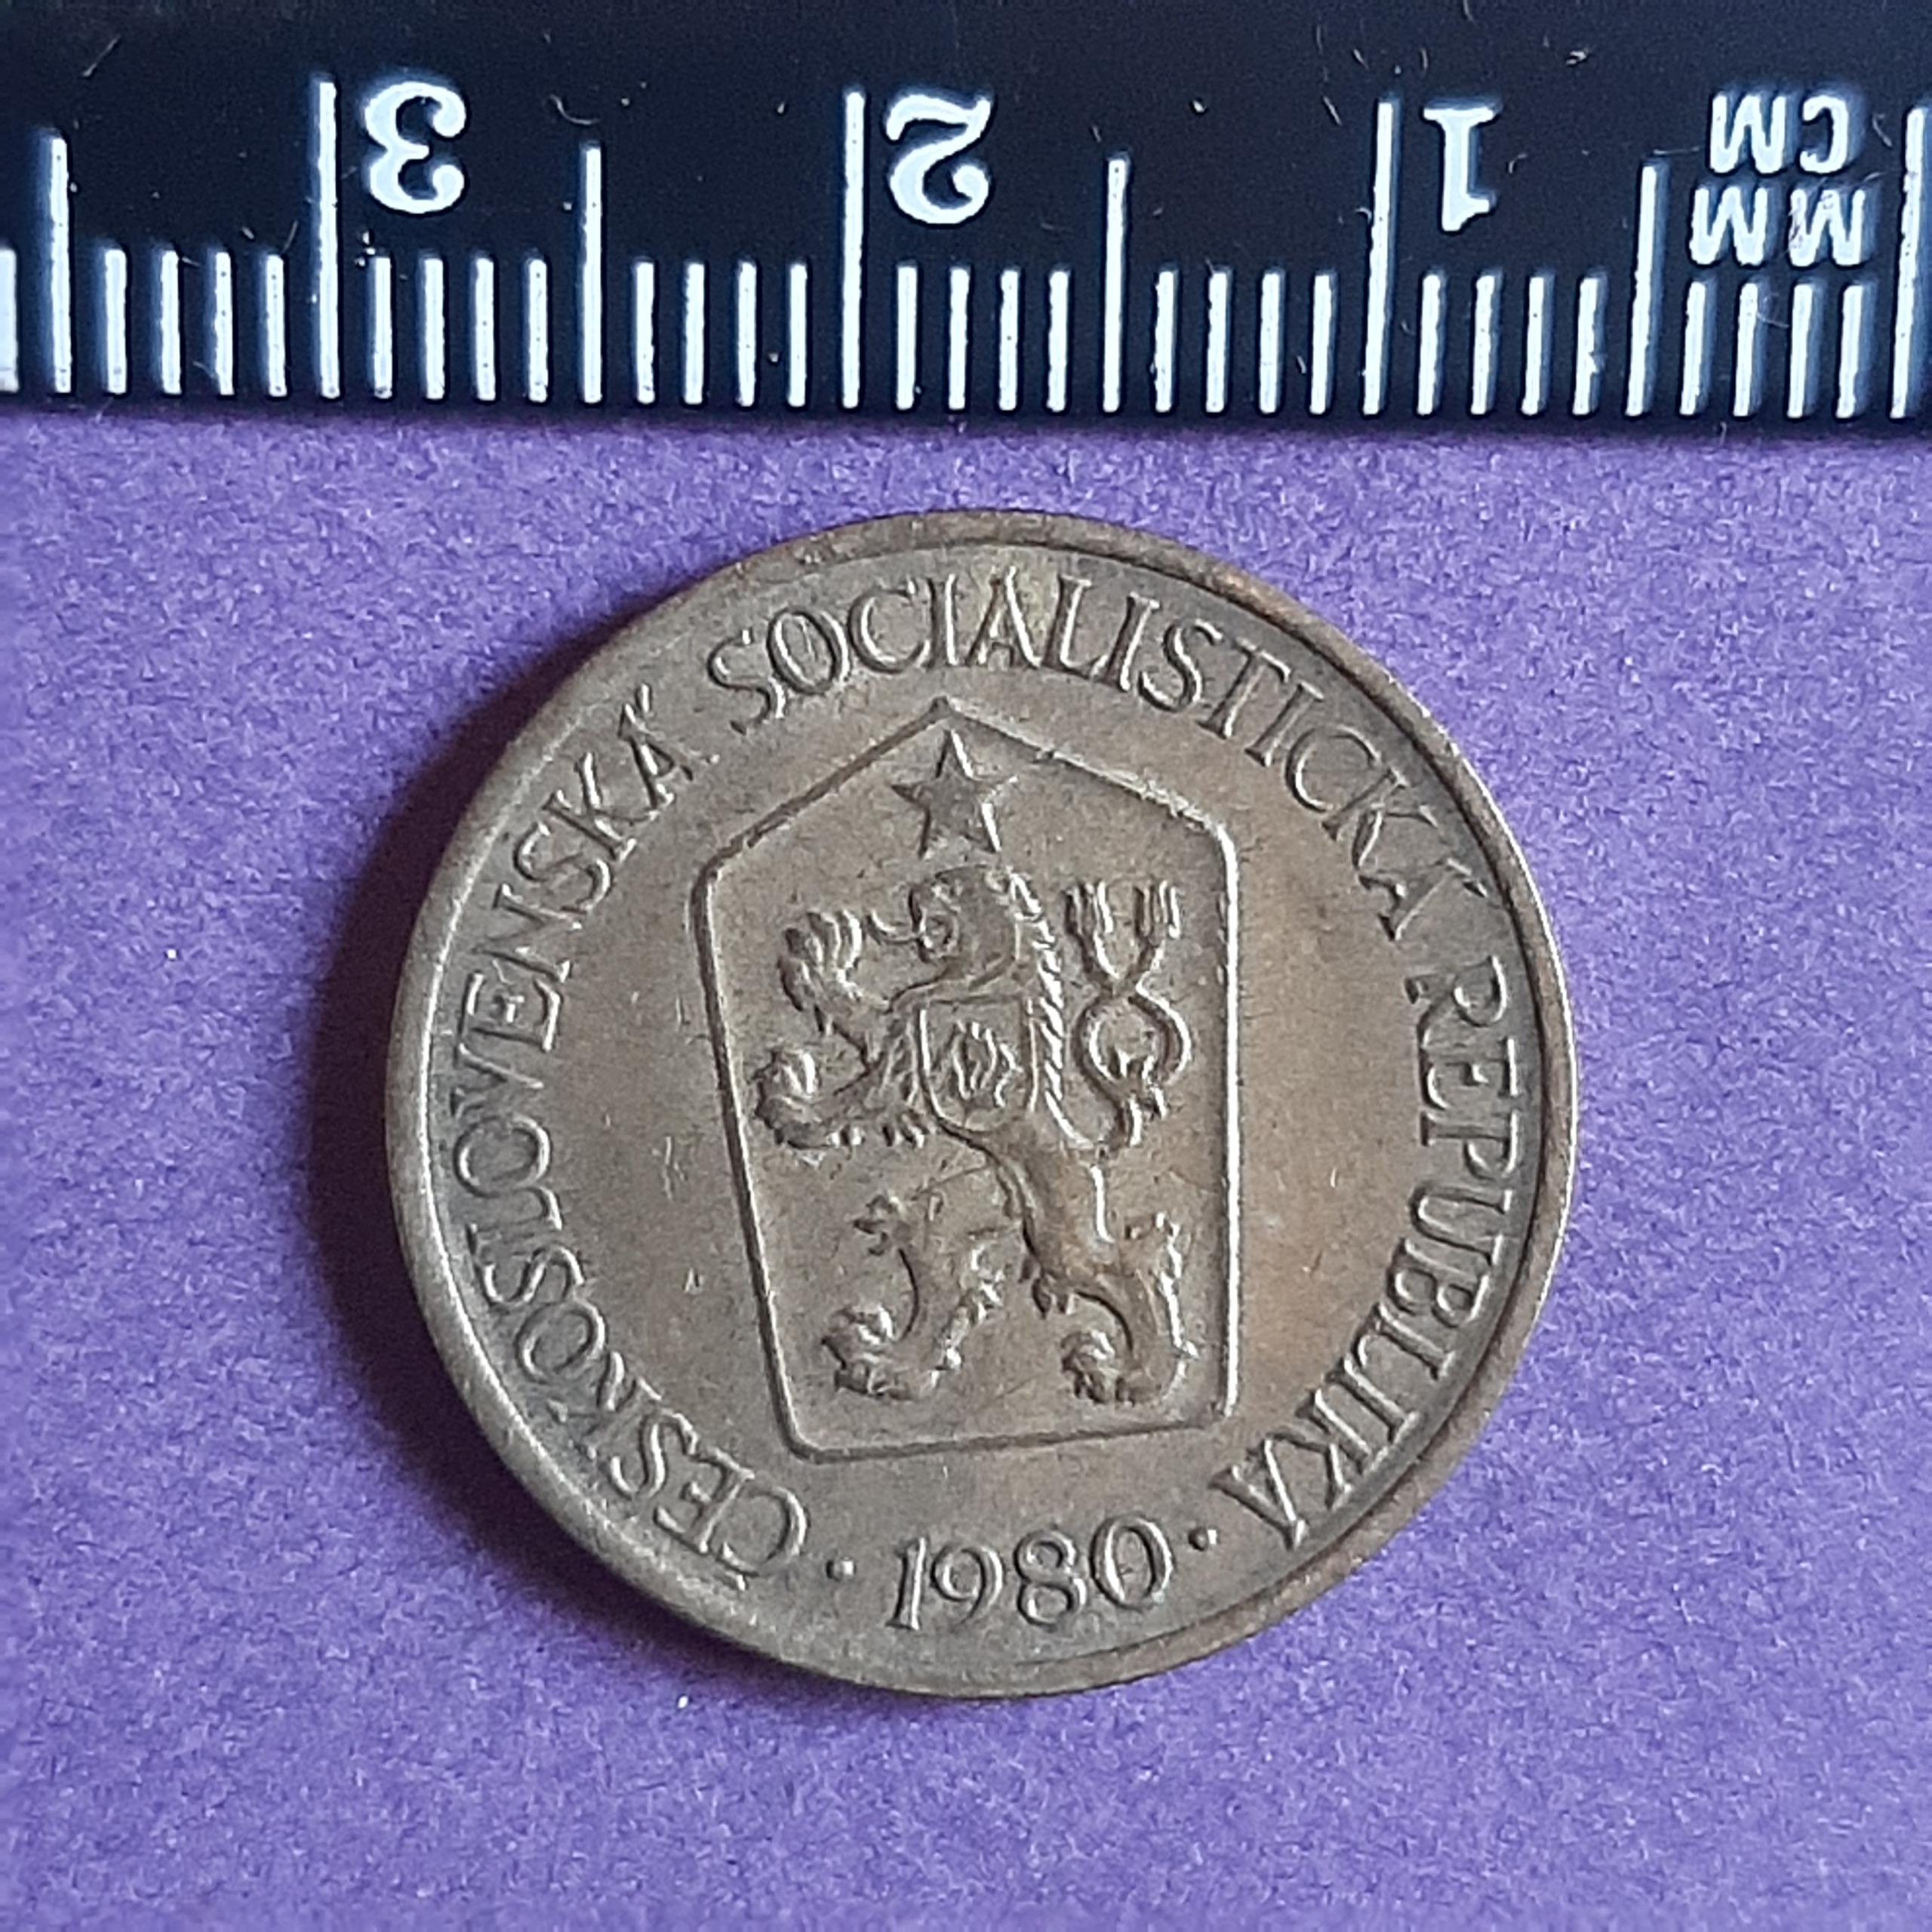 3 2 1 CM
MM
ČESKOSLOVENSKÁ SOCIALISTICKÁ REPUBLIKA
· 1980 ·